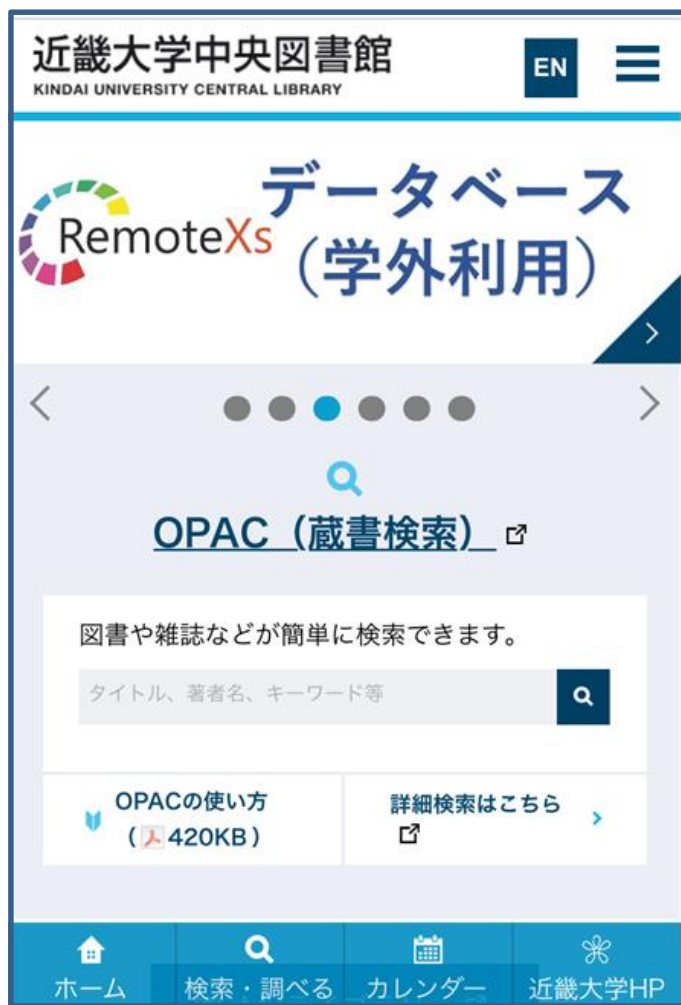 近畿大学中央図書館
KINDAI UNIVERSITY CENTRAL LIBRARY
EN
RemoteXs
データベース
（学外利用）
OPAC（蔵書検索）
図書や雑誌などが簡単に検索できます。
タイトル、著者名、キーワード等
OPACの使い方
（420KB）
詳細検索はこちら
ホーム
検索・調べる
カレンダー
近畿大学HP